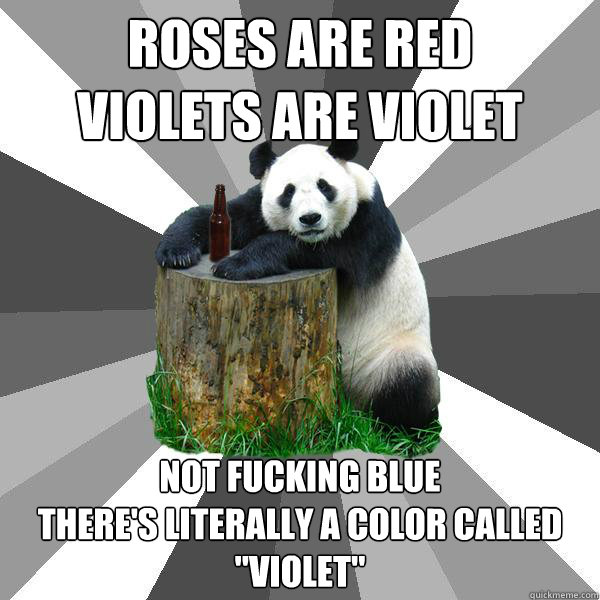 ROSES ARE RED
VIOLETS ARE VIOLET
NOT FUCKING BLUE
THERE'S LITERALLY A COLOR CALLED
"VIOLET"
quickmeme.com